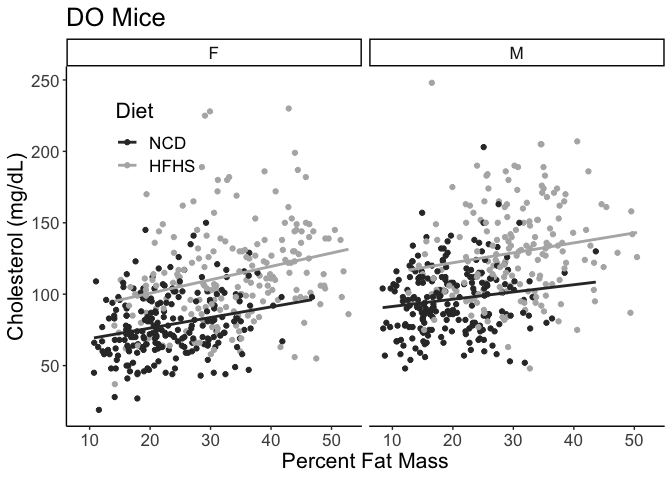 DO Mice
F M
250
200
150
100
50
Cholesterol (mg/dL)
Diet
NCD
HFHS
10 20 30 40 50 10 20 30 40 50
Percent Fat Mass